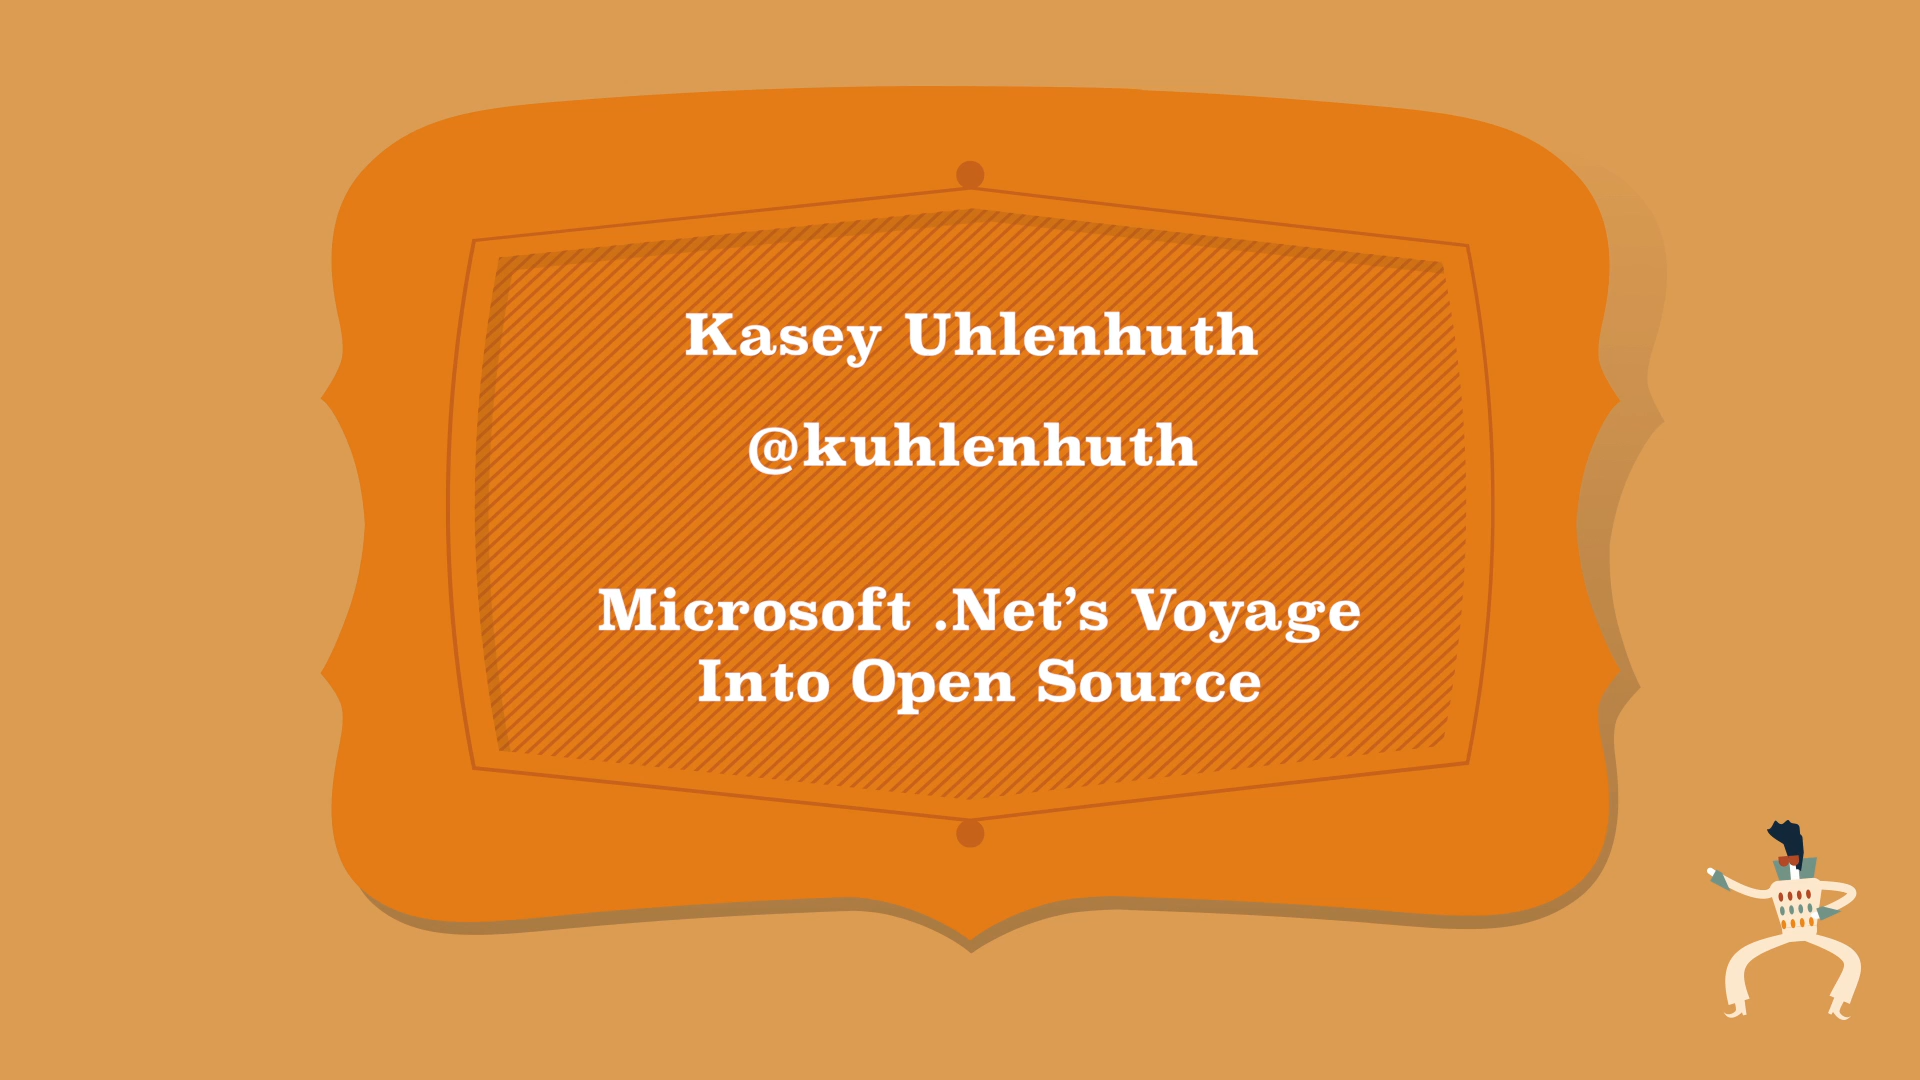 Kasey Uhlenhuth
@kuhlenhuth
Microsoft .Net’s Voyage
Into Open Source